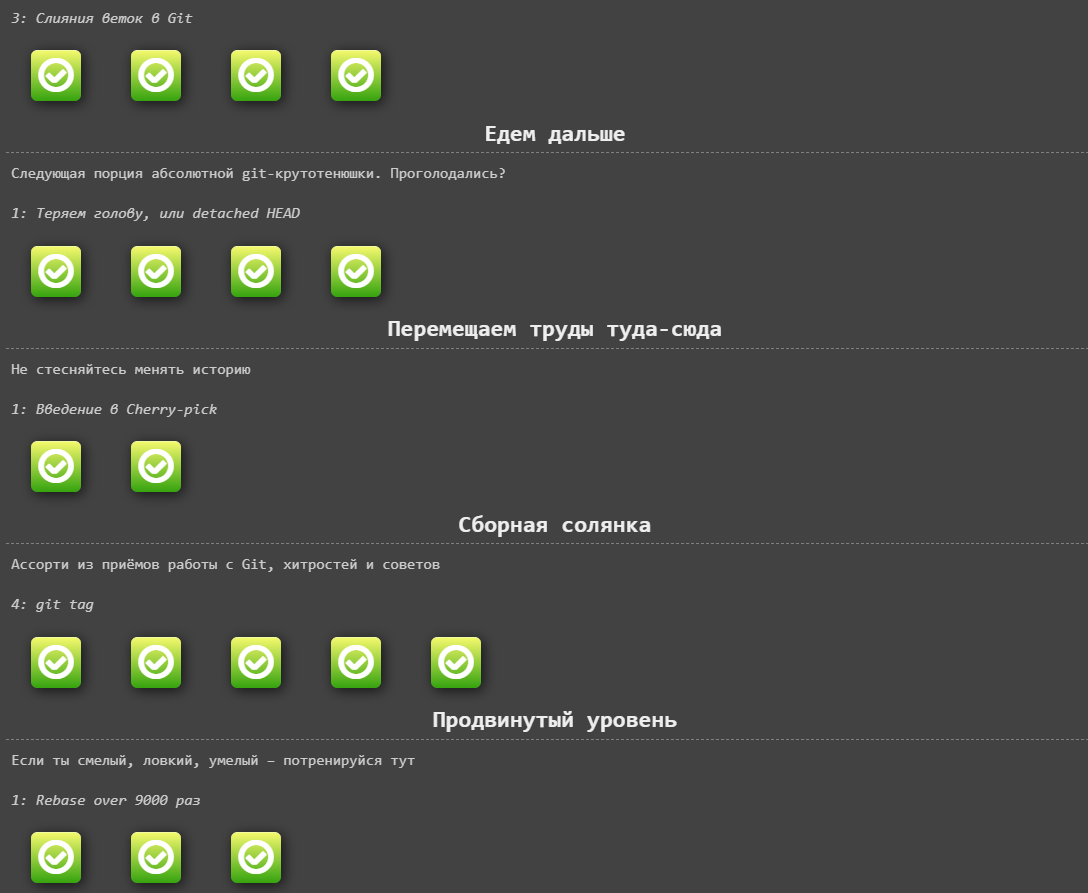 3: Слияния веток в Git
Едем дальше
Следующая порция абсолютной git-крутотенюшки. Проголодались?
1: Теряем голову, или detached HEAD
Перемещаем труды туда-сюда
Не стесняйтесь менять историю
1: Введение в Cherry-pick
Сборная солянка
Ассорти из приёмов работы с Git, хитростей и советов
4: git tag
Продвинутый уровень
Если ты смелый, ловкий, умелый – потренируйся тут
1: Rebase over 9000 раз